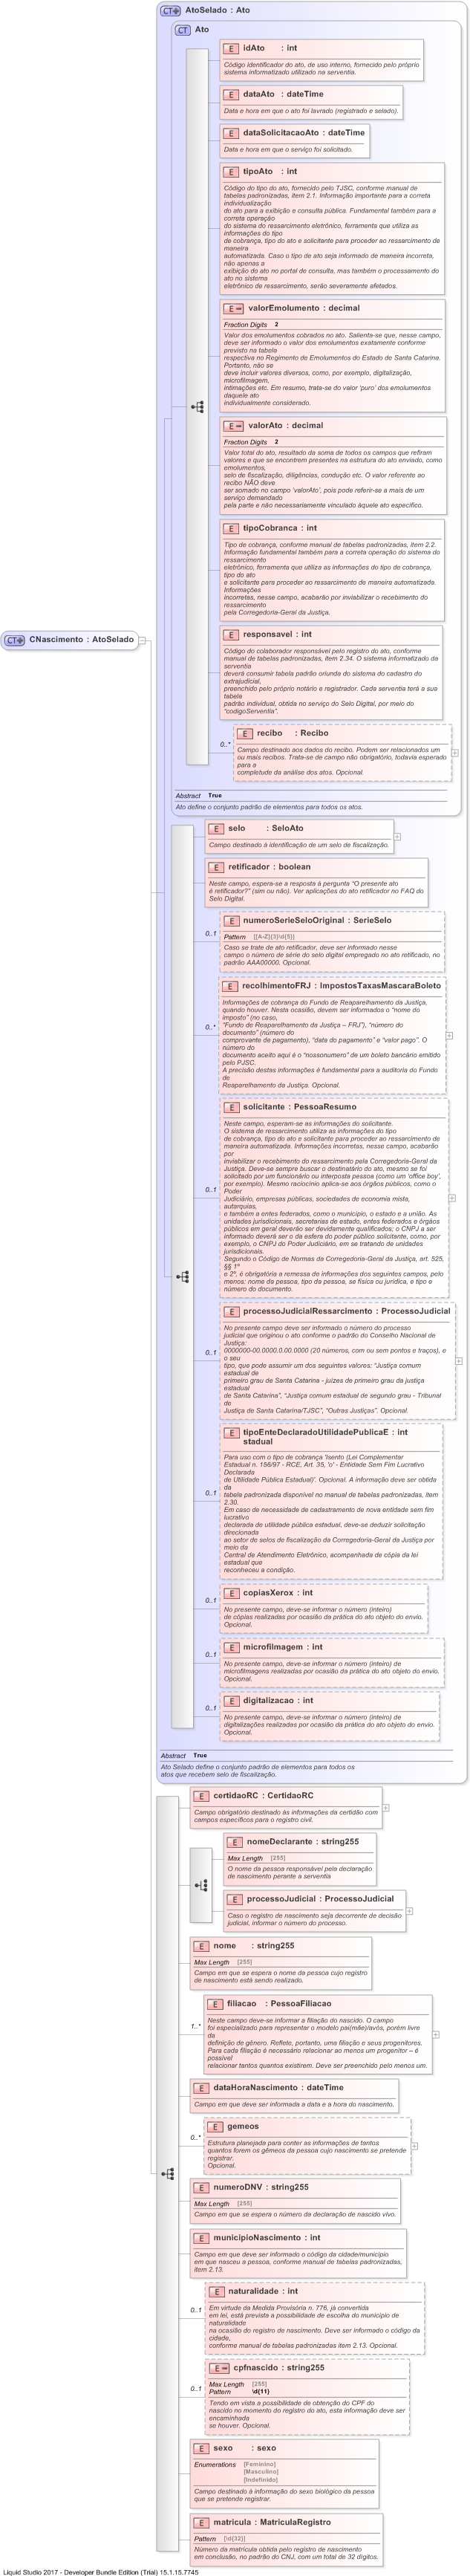 AtoSelado : Ato
Ato
idAto : int
Código identificador do ato, de uso interno, fornecido pelo próprio
sistema informatizado utilizado na serventia.
dataAto : dateTime
Data e hora em que o ato foi lavrado (registrado e selado).
dataSolicitacaoAto : dateTime
Data e hora em que o serviço foi solicitado.
tipoAto : int
Código do tipo do ato, fornecido pelo TJSC, conforme manual de
tabelas padronizadas, item 2.1. Informação importante para a correta
individualização
do ato para a exibição e consulta pública. Fundamental também para a
correta operação
do sistema do ressarcimento eletrônico, ferramenta que utiliza as
informações do tipo
de cobrança, tipo do ato e solicitante para proceder ao ressarcimento de
maneira
automatizada. Caso o tipo de ato seja informado de maneira incorreta,
não apenas a
exibição do ato no portal de consulta, mas também o processamento do
ato no sistema
eletrônico de ressarcimento, serão severamente afetados.
valorEmolumento : decimal
Fraction Digits 2
Valor dos emolumentos cobrados no ato. Saliente-se que, nesse campo,
deve ser informado o valor dos emolumentos exatamente conforme
previsto na tabela
respectiva no Regimento de Emolumentos do Estado de Santa Catarina.
Portanto, não se
deve incluir valores diversos, como, por exemplo, digitalização,
microfilmagem,
intimações etc. Em resumo, trata-se do valor 'puro' dos emolumentos
daquele ato
individualmente considerado.
valorAto : decimal
Fraction Digits 2
Valor total do ato, resultado da soma de todos os campos que refiram
valores e que se encontrem presentes na estrutura do ato enviado, como
emolumentos,
selo de fiscalização, diligências, condução etc. O valor referente ao
recibo NÃO deve
ser somado no campo 'valorAto', pois pode referir-se a mais de um
serviço demandado
pela parte e não necessariamente vinculado àquele ato específico.
tipoCobranca : int
Tipo de cobrança, conforme manual de tabelas padronizadas, item 2.2.
Informação fundamental também para a correta operação do sistema do
ressarcimento
eletrônico, ferramenta que utiliza as informações do tipo de cobrança,
tipo do ato
e solicitante para proceder ao ressarcimento de maneira automatizada.
Informações
incorretas, nesse campo, acabarão por inviabilizar o recebimento do
ressarcimento
pela Corregedoria-Geral da Justiça.
CNascimento : AtoSelado
responsavel : int
Código do colaborador responsável pelo registro do ato, conforme
manual de tabelas padronizadas, item 2.34. O sistema informatizado da
serventia
deverá consumir tabela padrão oriunda do sistema do cadastro do
extrajudicial,
preenchido pelo próprio notário e registrador. Cada serventia terá a sua
tabela
padrão individual, obtida no serviço do Selo Digital, por meio do
"codigoServentia".
0..*
recibo : Recibo
Campo destinado aos dados do recibo. Podem ser relacionados um
ou mais recibos. Trata-se de campo não obrigatório, todavia esperado
para a
completude da análise dos atos. Opcional.
Abstract True
Ato define o conjunto padrão de elementos para todos os atos.
selo : SeloAto
Campo destinado à identificação de um selo de fiscalização.
retificador : boolean
Neste campo, espera-se a resposta à pergunta "O presente ato
é retificador?" (sim ou não). Ver aplicações do ato retificador no FAQ do
Selo Digital.
0..1
numeroSerieSeloOriginal : SerieSelo
Pattern [[A-Z]{3}\d{5}]
Caso se trate de ato retificador, deve ser informado nesse
campo o número de série do selo digital empregado no ato retificado, no
padrão AAA00000. Opcional.
0..*
recolhimentoFRJ : ImpostosTaxasMascaraBoleto
Informações de cobrança do Fundo de Reaparelhamento da Justiça,
quando houver. Nesta ocasião, devem ser informados o "nome do
imposto" (no caso,
"Fundo de Reaparelhamento da Justiça – FRJ"), "número do
documento" (número do
comprovante de pagamento), "data do pagamento" e "valor pago". O
número do
documento aceito aqui é o "nossonumero" de um boleto bancário emitido
pelo PJSC.
A precisão destas informações é fundamental para a auditoria do Fundo
de
Reaparelhamento da Justiça. Opcional.
0..1
solicitante : PessoaResumo
Neste campo, esperam-se as informações do solicitante.
O sistema de ressarcimento utiliza as informações do tipo
de cobrança, tipo do ato e solicitante para proceder ao ressarcimento de
maneira automatizada. Informações incorretas, nesse campo, acabarão
por
inviabilizar o recebimento do ressarcimento pela Corregedoria-Geral da
Justiça. Deve-se sempre buscar o destinatário do ato, mesmo se foi
solicitado por um funcionário ou interposta pessoa (como um 'office boy',
por exemplo). Mesmo raciocínio aplica-se aos órgãos públicos, como o
Poder
Judiciário, empresas públicas, sociedades de economia mista,
autarquias,
e também a entes federados, como o município, o estado e a união. As
unidades jurisdicionais, secretarias de estado, entes federados e órgãos
públicos em geral deverão ser devidamente qualificados; o CNPJ a ser
informado deverá ser o da esfera do poder público solicitante, como, por
exemplo, o CNPJ do Poder Judiciário, em se tratando de unidades
jurisdicionais.
Segundo o Código de Normas da Corregedoria-Geral da Justiça, art. 525,
§§ 1º
e 2º, é obrigatória a remessa de informações dos seguintes campos, pelo
menos: nome da pessoa, tipo da pessoa, se física ou jurídica, e tipo e
número do documento.
0..1
processoJudicialRessarcimento : ProcessoJudicial
No presente campo deve ser informado o número do processo
judicial que originou o ato conforme o padrão do Conselho Nacional de
Justiça:
0000000-00.0000.0.00.0000 (20 números, com ou sem pontos e traços), e
o seu
tipo, que pode assumir um dos seguintes valores: "Justiça comum
estadual de
primeiro grau de Santa Catarina - juízes de primeiro grau da justiça
estadual
de Santa Catarina", "Justiça comum estadual de segundo grau - Tribunal
de
Justiça de Santa Catarina/TJSC", "Outras Justiças". Opcional.
0..1
tipoEnteDeclaradoUtilidadePublicaE : int
stadual
Para uso com o tipo de cobrança 'Isento (Lei Complementar
Estadual n. 156/97 - RCE, Art. 35, 'o' - Entidade Sem Fim Lucrativo
Declarada
de Utilidade Pública Estadual)'. Opcional. A informação deve ser obtida
da
tabela padronizada disponível no manual de tabelas padronizadas, item
2.30.
Em caso de necessidade de cadastramento de nova entidade sem fim
lucrativo
declarada de utilidade pública estadual, deve-se deduzir solicitação
direcionada
ao setor de selos de fiscalização da Corregedoria-Geral da Justiça por
meio da
Central de Atendimento Eletrônico, acompanhada de cópia da lei
estadual que
reconheceu a condição.
0..1
copiasXerox : int
No presente campo, deve-se informar o número (inteiro)
de cópias realizadas por ocasião da prática do ato objeto do envio.
Opcional.
0..1
microfilmagem : int
No presente campo, deve-se informar o número (inteiro) de
microfilmagens realizadas por ocasião da prática do ato objeto do envio.
Opcional.
0..1
digitalizacao : int
No presente campo, deve-se informar o número (inteiro) de
digitalizações realizadas por ocasião da prática do ato objeto do envio.
Opcional.
Abstract True
Ato Selado define o conjunto padrão de elementos para todos os
atos que recebem selo de fiscalização.
certidaoRC : CertidaoRC
Campo obrigatório destinado às informações da certidão com
campos específicos para o registro civil.
nomeDeclarante : string255
Max Length [255]
O nome da pessoa responsável pela declaração
de nascimento perante a serventia
processoJudicial : ProcessoJudicial
Caso o registro de nascimento seja decorrente de decisão
judicial, informar o número do processo.
nome : string255
Max Length [255]
Campo em que se espera o nome da pessoa cujo registro
de nascimento está sendo realizado.
1..*
filiacao : PessoaFiliacao
Neste campo deve-se informar a filiação do nascido. A campo
foi especializado para representar o modelo pai(mãe)/avós, porém livre
da
definição de gênero. Reflete, portanto, uma filiação e seus progenitores.
Para cada filiação é necessário relacionar ao menos um progenitor – é
possível
relacionar tantos quantos existirem. Deve ser preenchido pelo menos um.
dataHoraNascimento : dateTime
Campo em que deve ser informada a data e a hora do nascimento.
0..*
gemeos
Estrutura planejada para conter as informações de tantos
quantos forem os gêmeos da pessoa cujo nascimento se pretende
registrar.
Opcional.
numeroDNV : string255
Max Length [255]
Campo em que se espera o número da declaração de nascido vivo.
municipioNascimento : int
Campo em que deve ser informado o código da cidade/município
em que nasceu a pessoa, conforme manual de tabelas padronizadas,
item 2.13.
0..1
naturalidade : int
Em virtude da Medida Provisória n. 776, já convertida
em lei, está prevista a possibilidade de escolha do município de
naturalidade
na ocasião do registro de nascimento. Deve ser informado o código da
cidade,
conforme manual de tabelas padronizadas item 2.13. Opcional.
0..1
cpfnascido : string255
Max Length [255]
Pattern \d{11}
Tendo em vista a possibilidade de obtenção do CPF do
nascido no momento do registro do ato, esta informação deve ser
encaminhada
se houver. Opcional.
sexo : sexo
Enumerations [Feminino]
[Masculino]
[Indefinido]
Campo destinado à informação do sexo biológico da pessoa
que se pretende registrar.
matricula : MatriculaRegistro
Pattern [\d{32}]
Número da matrícula obtida pelo registro de nascimento
em conclusão, no padrão do CNJ, com um total de 32 dígitos.
Liquid Studio 2017 - Developer Bundle Edition (Trial) 15.1.15.7745